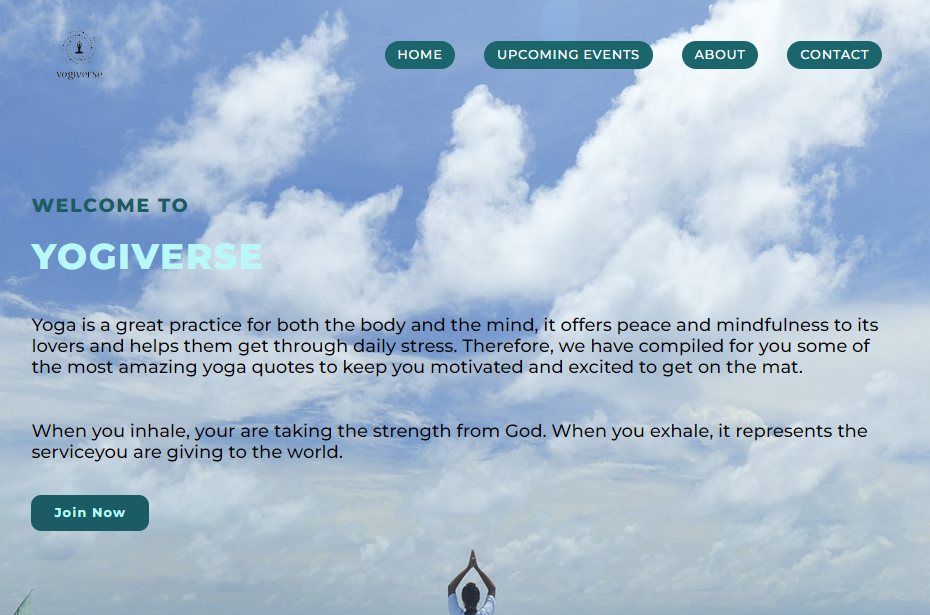 yogiverse
HOME
UPCOMING EVENTS
ABOUT
CONTACT
WELCOME TO
YOGIVERSE
Yoga is a great practice for both the body and the mind, it offers peace and mindfulness to its
lovers and helps them get through daily stress. Therefore, we have compiled for you some of
the most amazing yoga quotes to keep you motivated and excited to get on the mat.
When you inhale, your are taking the strength from God. When you exhale, it represents the
serviceyou are giving to the world.
Join Now